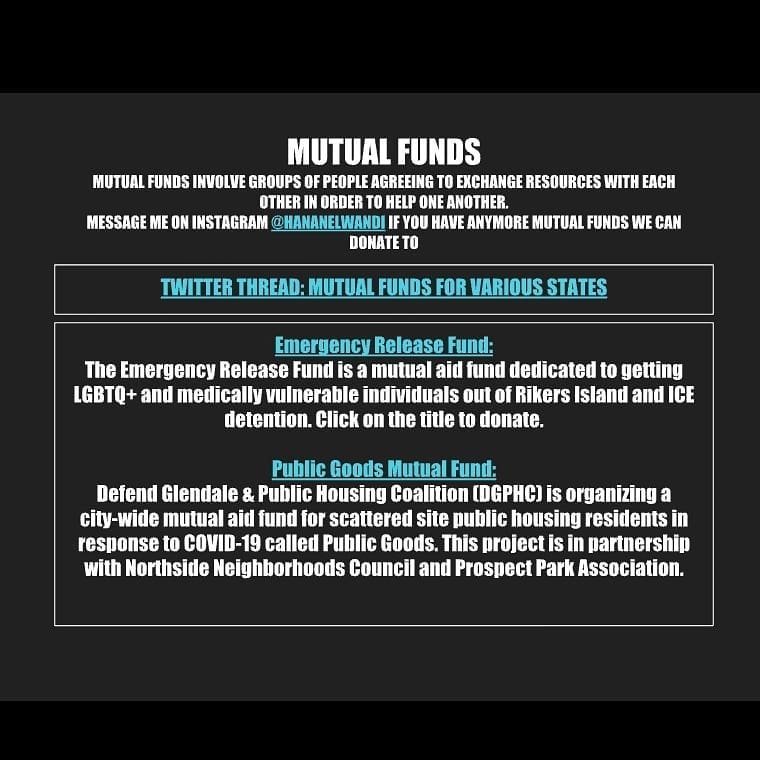 MUTUAL FUNDS
MUTUAL FUNDS INVOLVE GROUPS OF PEOPLE AGREEING TO EXCHANGE RESOURCES WITH EACH
OTHER IN ORDER TO HELP ONE ANOTHER.
MESSAGE ME ON INSTAGRAM @HANANELWANDI IF YOU HAVE ANYMORE MUTUAL FUNDS WE CAN
DONATE TO
TWITTER THREAD: MUTUAL FUNDS FOR VARIOUS STATES
Emergency Release Fund:
The Emergency Release Fund is a mutual aid fund dedicated to getting
LGBTQ+ and medically vulnerable individuals out of Rikers Island and ICE
detention. Click on the title to donate.
Public Goods Mutual Fund:
Defend Glendale & Public Housing Coalition (DGPHC) is organizing a
city-wide mutual aid fund for scattered site public housing residents in
response to COVID-19 called Public Goods. This project is in partnership
with Northside Neighborhoods Council and Prospect Park Association.